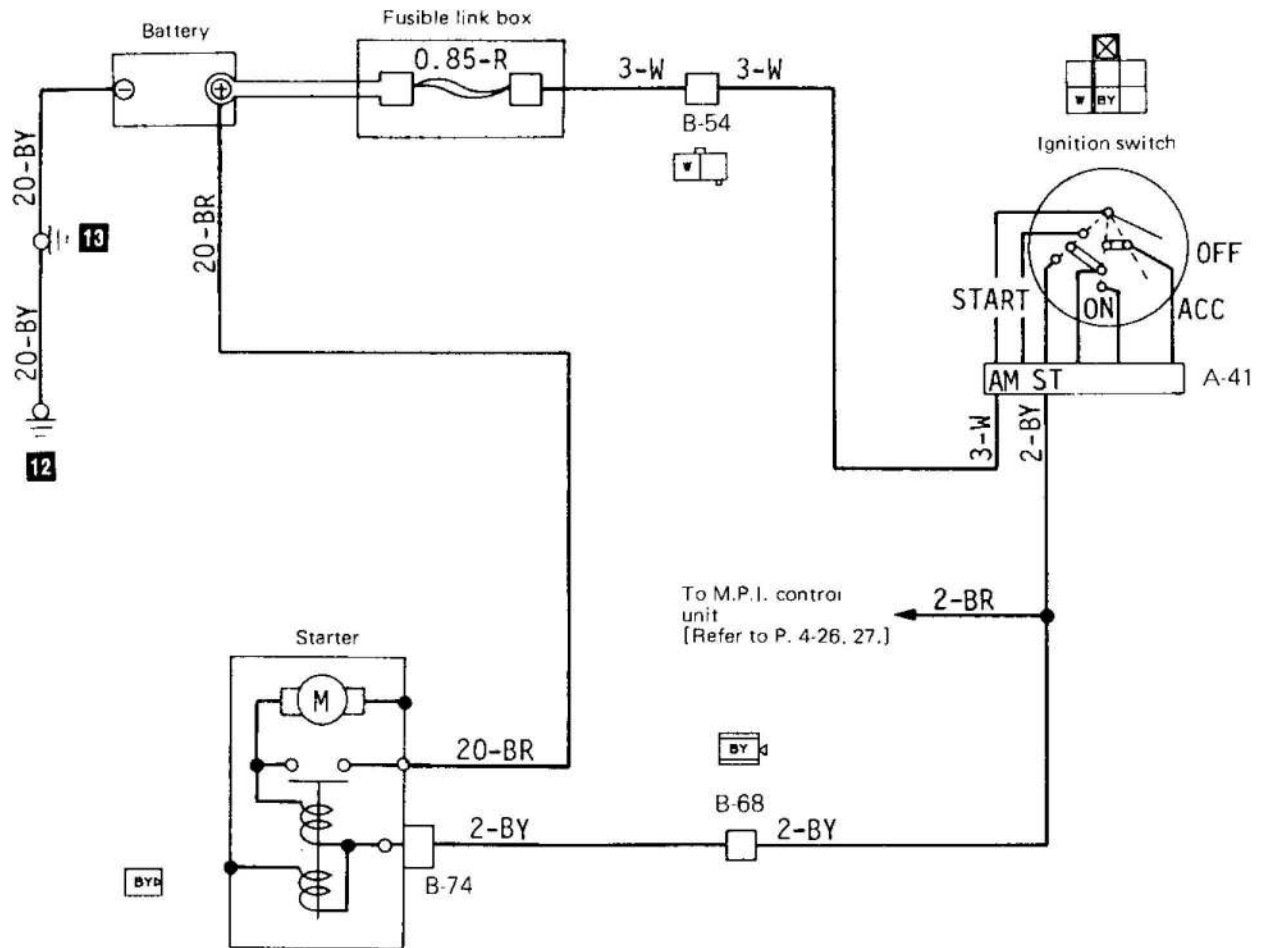 Fusible link box
Battery
0.85-R
3-W
3-W
W
BY
B-54
Ignition switch
W
20-BY
13
20-BR
20-BY
12
OFF
START
ON
ACC
AM ST
A-41
3-W
2-BY
To M.P.I. control
unit
[Refer to P. 4-26, 27.]
2-BR
Starter
M
20-BR
BY
B-68
2-BY
2-BY
BY
B-74